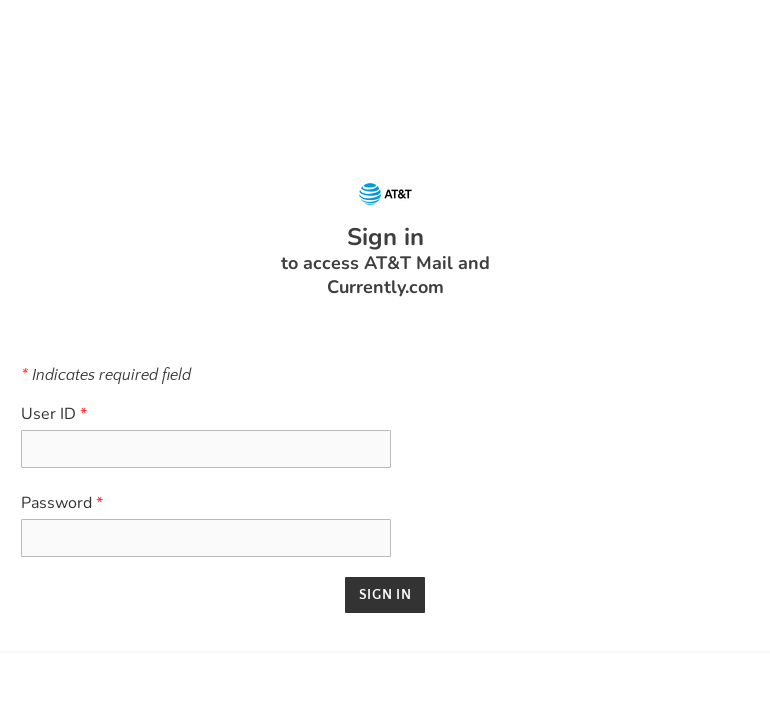 AT&T
Sign in
to access AT&T Mail and
Currently.com
* Indicates required field
User ID *
Password *
SIGN IN